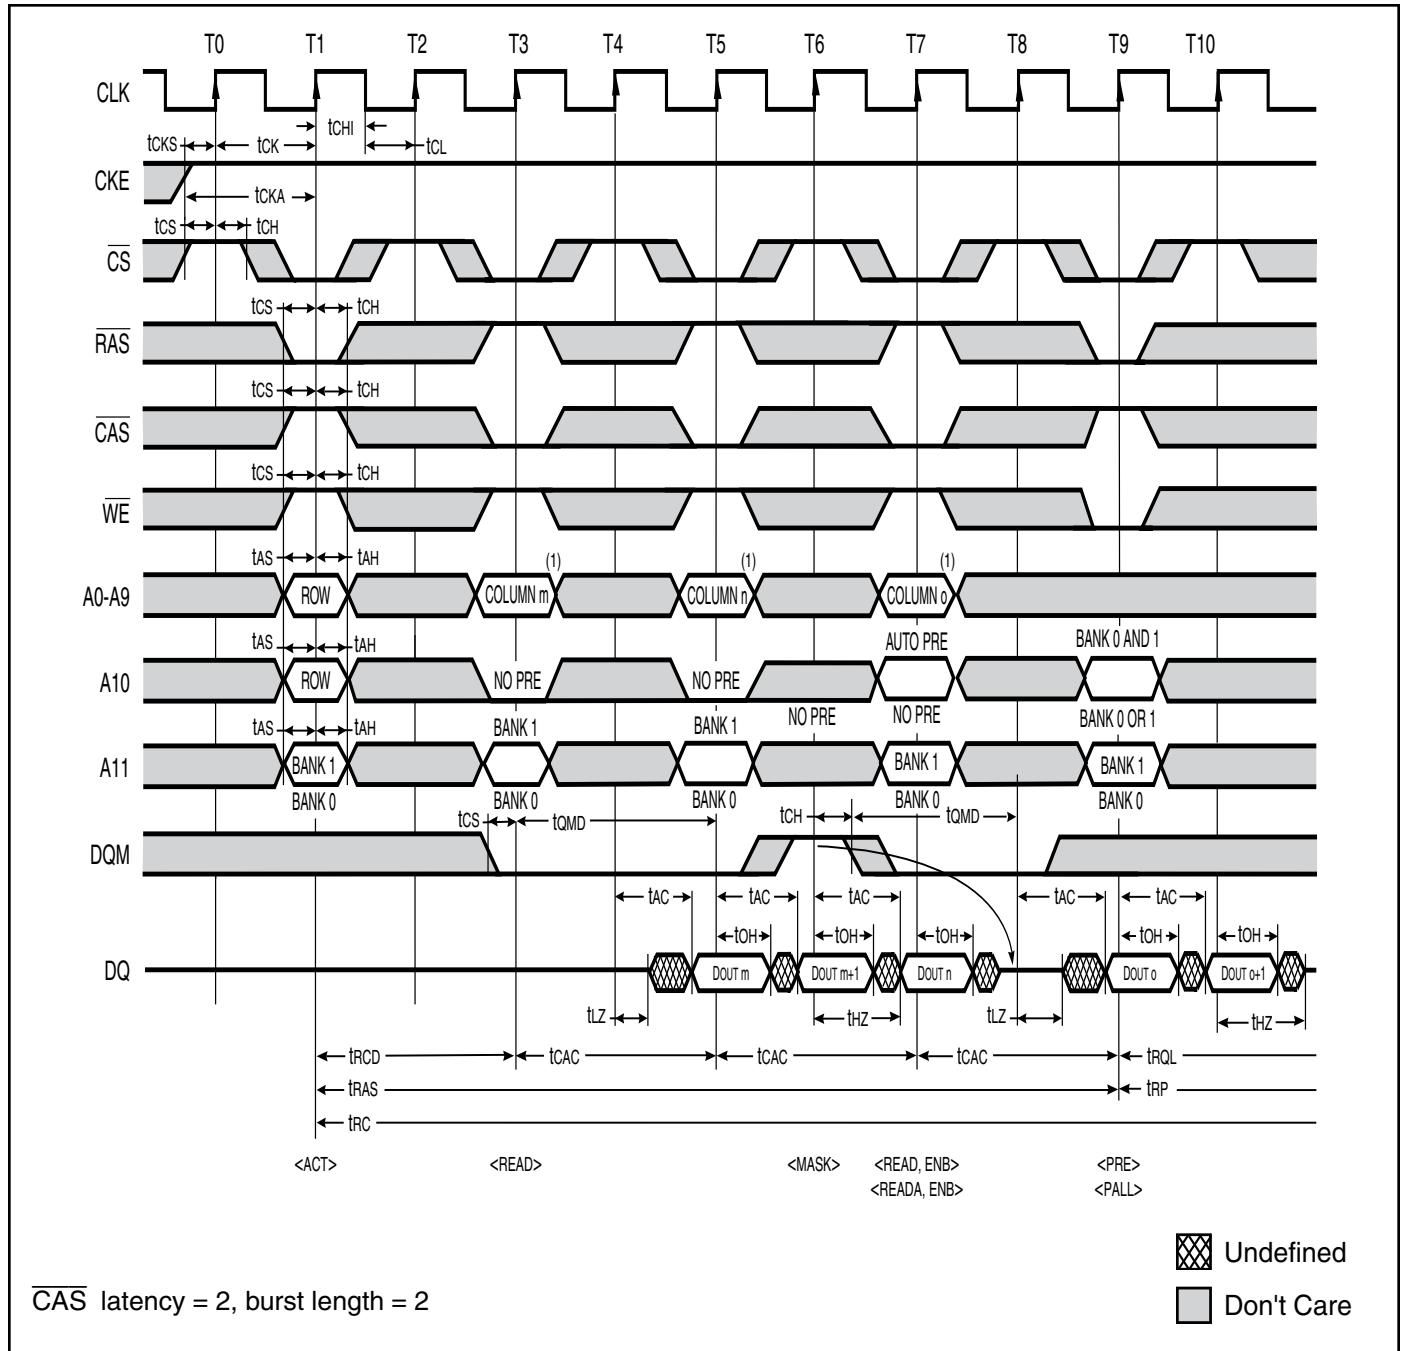 T0 T1 T2 T3 T4 T5 T6 T7 T8 T9 T10
CLK
tCHI
tCKS tCK tCL
CKE
tCKA
tCS tCH
CS
tCS tCH
RAS
tCS tCH
CAS
tCS tCH
WE
tAS tAH (1) (1) (1)
A0-A9 ROW COLUMN m COLUMN n COLUMN o
tAS tAH AUTO PRE BANK 0 AND 1
A10 ROW NO PRE NO PRE
tAS tAH BANK 1 BANK 1 NO PRE NO PRE BANK 0 OR 1
A11 BANK 1 BANK 1 BANK 1
BANK 0 BANK 0 BANK 0 BANK 0 BANK 0
tCS tQMD tCH tQMD
DQM
tAC tAC tAC tAC tAC
tOH tOH tOH tOH tOH
DQ DOUT m DOUT m+1 DOUT n DOUT o DOUT o+1
tLZ tHZ tLZ tHZ
tRCD tCAC tCAC tCAC tRQL
tRAS tRP
tRC
<ACT> <READ> <MASK> <READ, ENB> <PRE>
<READA, ENB> <PALL>
Undefined
CAS latency = 2, burst length = 2
Don't Care